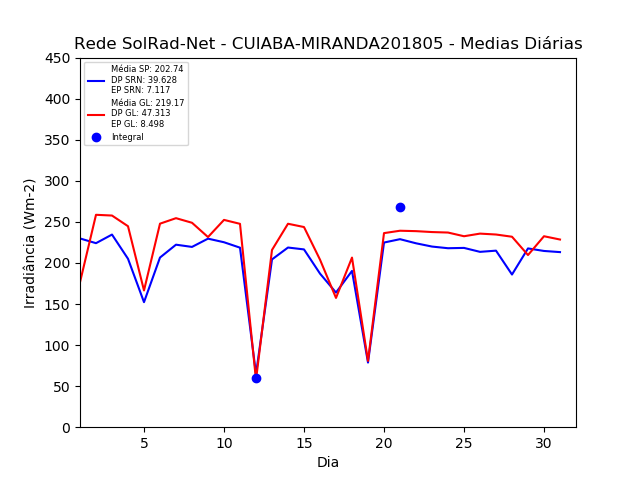 Rede SolRad-Net - CUIABA-MIRANDA201805 - Medias Diárias
450
400
350
300
250
200
150
100
50
0
Irradiância (Wm-2)
Média SP: 202.74
DP SRN: 39.628
EP SRN: 7.117
Média GL: 219.17
DP GL: 47.313
EP GL: 8.498
Integral
5
10
15
20
25
30
Dia